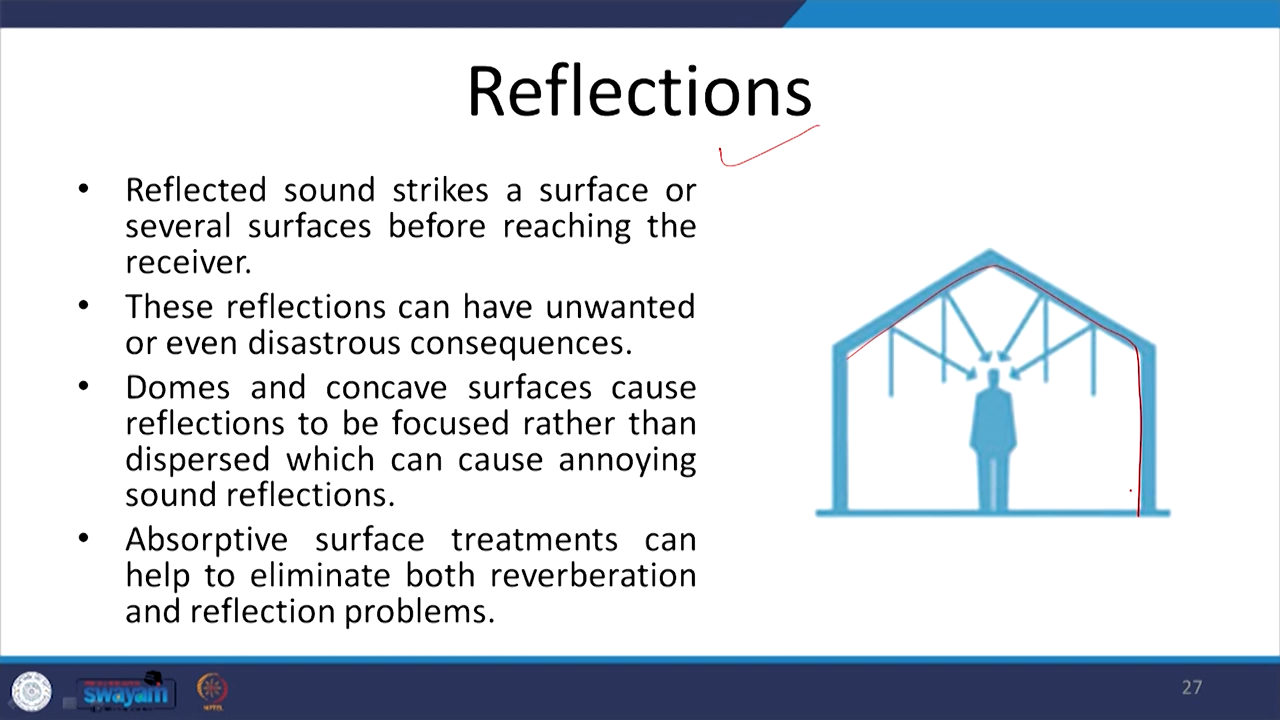 Reflections
• Reflected sound strikes a surface or
several surfaces before reaching the
receiver.
• These reflections can have unwanted
or even disastrous consequences.
• Domes and concave surfaces cause
reflections to be focused rather than
dispersed which can cause annoying
sound reflections.
• Absorptive surface treatments can
help to eliminate both reverberation
and reflection problems.
swayam
27